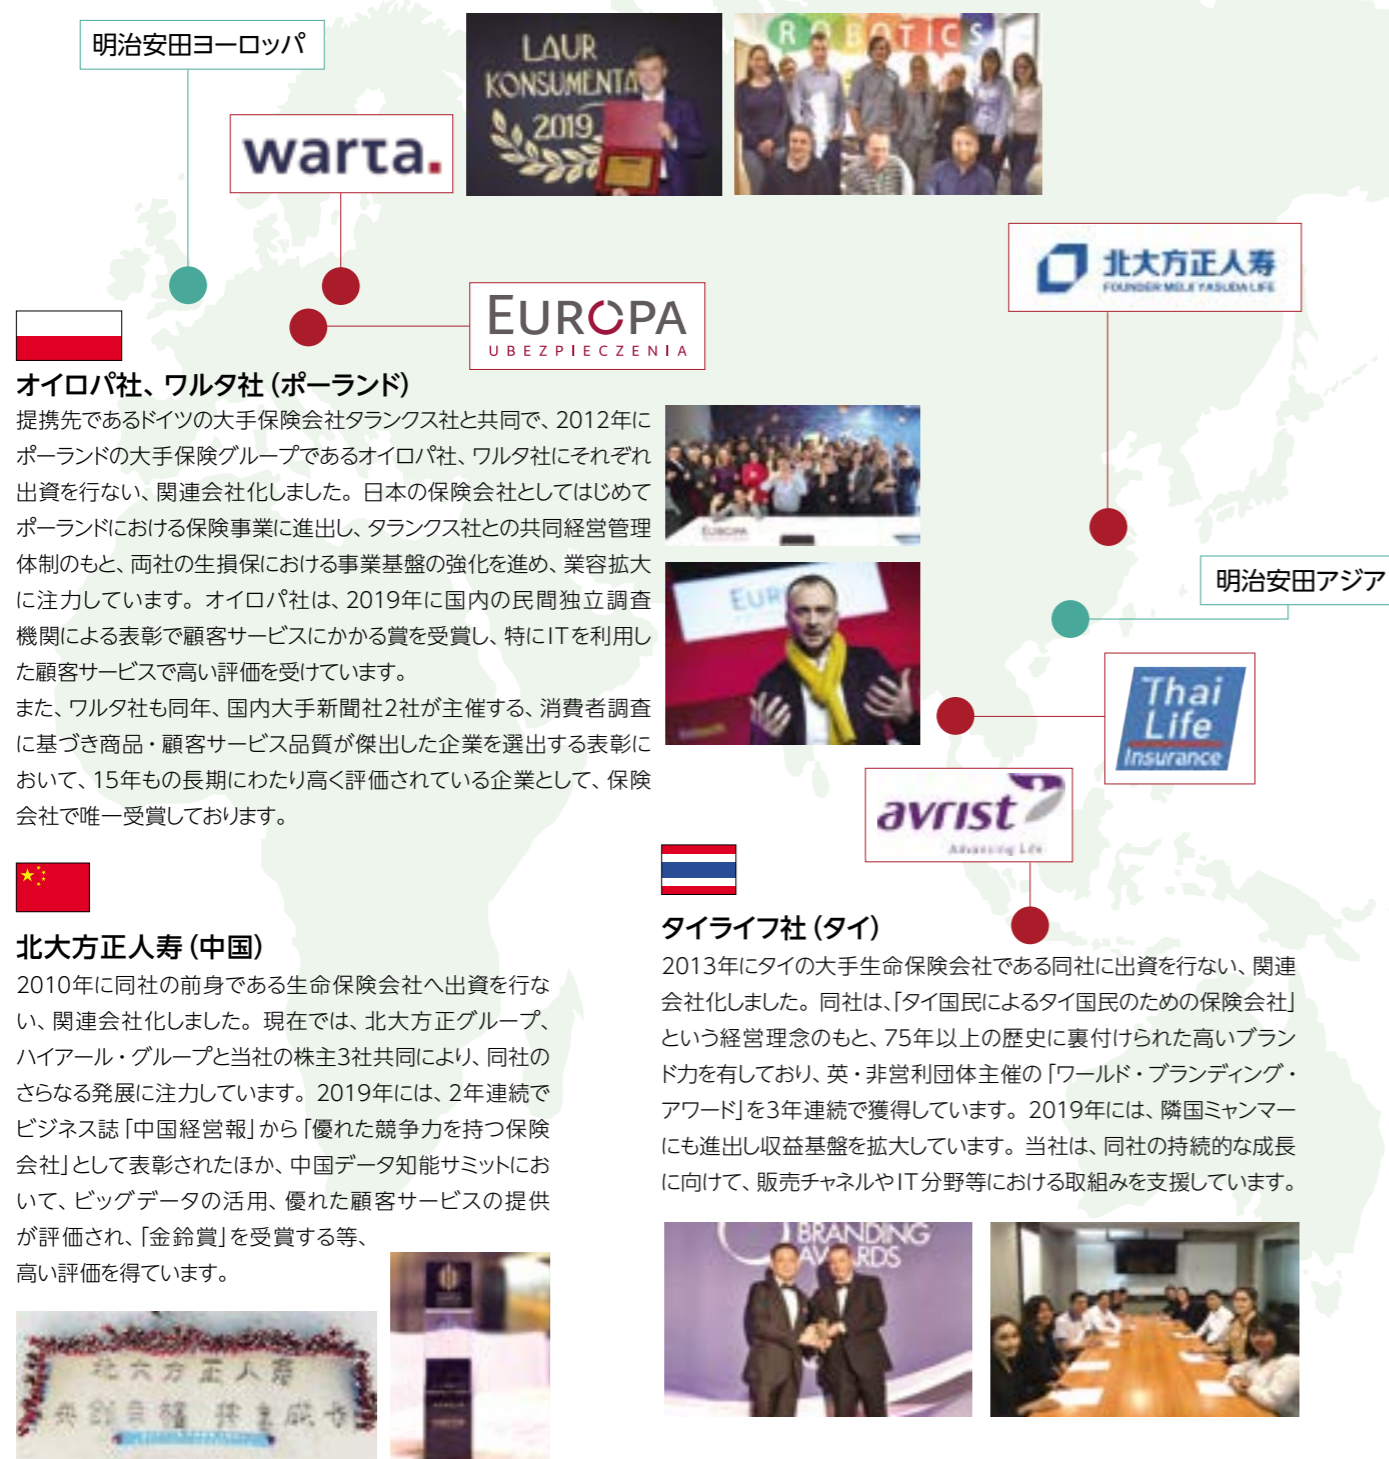 明治安田ヨーロッパ
warta.
LAUR
KONSUMENTA
2019
ROBOTICS
北大方正人寿
FOUNDER MEIJI YASUDA LIFE
EUROPA
UBEZPIECZENIA
オイロパ社、ワルタ社（ポーランド）
提携先であるドイツの大手保険会社タランクス社と共同で、2012年に
ポーランドの大手保険グループであるオイロパ社、ワルタ社にそれぞれ
出資を行ない、関連会社化しました。日本の保険会社としてはじめて
ポーランドにおける保険事業に進出し、タランクス社との共同経営管理
体制のもと、両社の生損保における事業基盤の強化を進め、業容拡大
に注力しています。オイロパ社は、2019年に国内の民間独立調査
機関による表彰で顧客サービスにかかる賞を受賞し、特にITを利用し
た顧客サービスで高い評価を受けています。
また、ワルタ社も同年、国内大手新聞社2社が主催する、消費者調査
に基づき商品・顧客サービス品質が傑出した企業を選出する表彰に
おいて、15年もの長期にわたり高く評価されている企業として、保険
会社で唯一受賞しております。
EUROPA
EUR
明治安田アジア
Thai
Life
Insurance
avrist
Advancing Life
北大方正人寿（中国）
2010年に同社の前身である生命保険会社へ出資を行な
い、関連会社化しました。現在では、北大方正グループ、
ハイアール・グループと当社の株主3社共同により、同社の
さらなる発展に注力しています。2019年には、2年連続で
ビジネス誌「中国経営報」から「優れた競争力を持つ保険
会社」として表彰されたほか、中国データ知能サミットにお
いて、ビッグデータの活用、優れた顧客サービスの提供
が評価され、「金鈴賞」を受賞する等、
高い評価を得ています。
北大方正人寿
タイライフ社（タイ）
2013年にタイの大手生命保険会社である同社に出資を行ない、関連
会社化しました。同社は、「タイ国民によるタイ国民のための保険会社」
という経営理念のもと、75年以上の歴史に裏付けられた高いブラン
ド力を有しており、英・非営利団体主催の「ワールド・ブランディング・
アワード」を3年連続で獲得しています。2019年には、隣国ミャンマー
にも進出し収益基盤を拡大しています。当社は、同社の持続的な成長
に向けて、販売チャネルやIT分野等における取組みを支援しています。
BRANDING
AWARDS